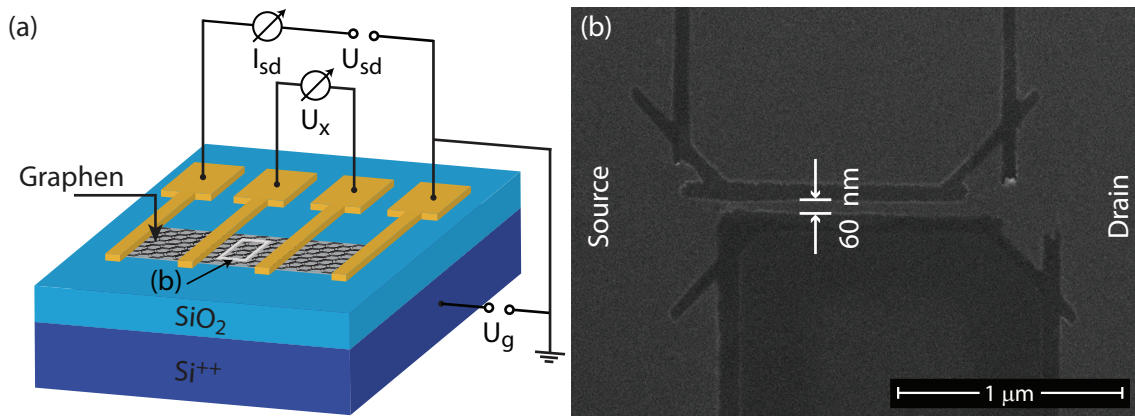 (a)
I_sd
U_sd
U_x
Graphen
(b)
SiO₂
U_g
Si⁺⁺
(b)
Source
60 nm
Drain
1 μm